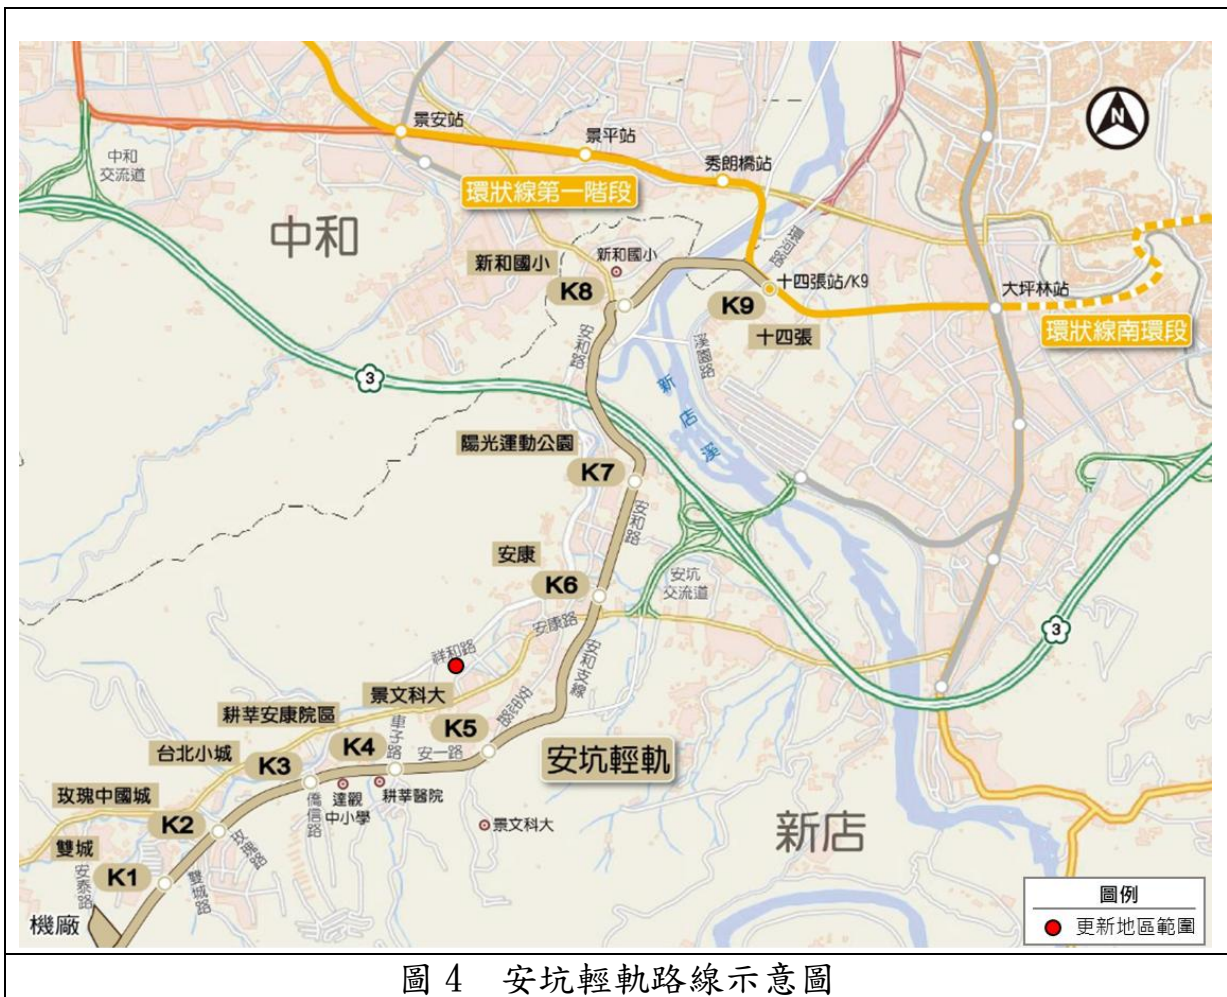 景安站
景平站
秀朗橋站
N
中和
交流道
環狀線第一階段
中和
環河路
新和國小
新和國小
K8
十四張站/K9
K9
十四張
大坪林站
環狀線南環段
安和路
溪園路
3
新店溪
陽光運動公園
K7
安和路
安康
K6
安坑
交流道
安康路
3
祥和路
安和支線
景文科大
安忠路
耕莘安康院區
車子路
K5
台北小城
K4
安一路
安坑輕軌
K3
玫瑰中國城
達觀
中小學
耕莘醫院
僑信路
K2
玫瑰路
景文科大
新店
雙城
K1
安泰路
雙城路
機廠
圖例
更新地區範圍
圖 4 安坑輕軌路線示意圖